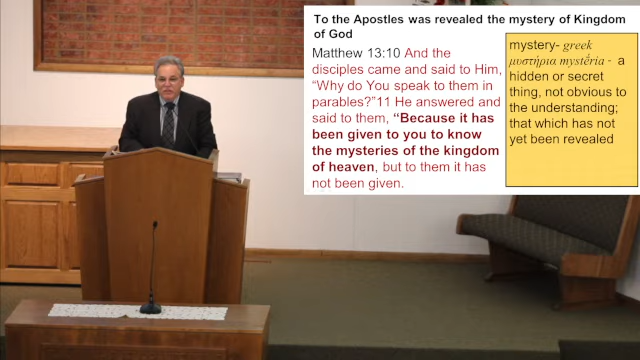 To the Apostles was revealed the mystery of Kingdom
of God
Matthew 13:10 And the
disciples came and said to Him,
“Why do You speak to them in
parables?”11 He answered and
said to them, “Because it has
been given to you to know
the mysteries of the kingdom
of heaven, but to them it has
not been given.
mystery- greek
μυστήρια mystḗria - a
hidden or secret
thing, not obvious to
the understanding;
that which has not
yet been revealed